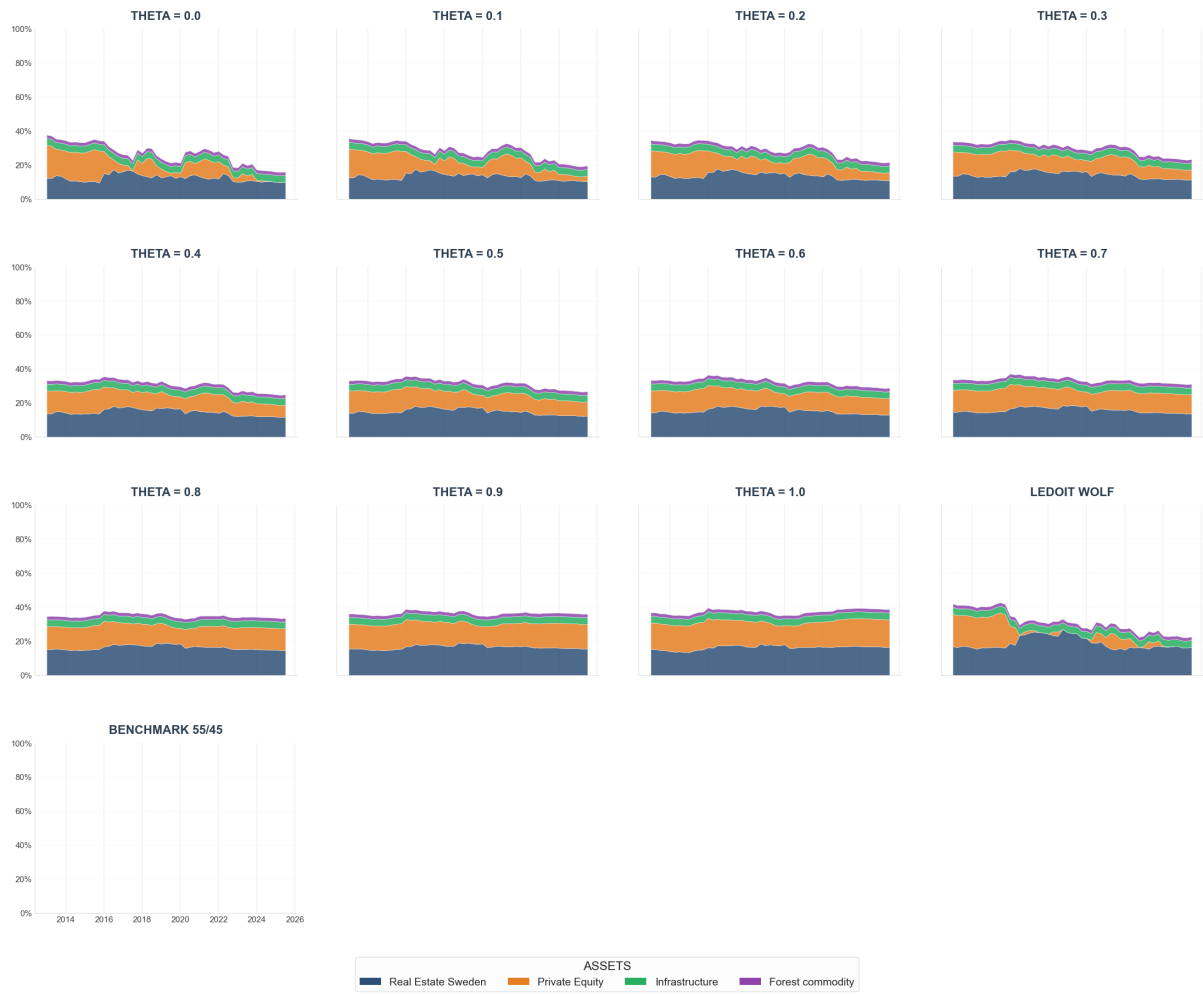 THETA = 0.0
THETA = 0.1
THETA = 0.2
THETA = 0.3
100%
80%
60%
40%
20%
0%
THETA = 0.4
THETA = 0.5
THETA = 0.6
THETA = 0.7
100%
80%
60%
40%
20%
0%
THETA = 0.8
THETA = 0.9
THETA = 1.0
LEDOIT WOLF
100%
80%
60%
40%
20%
0%
BENCHMARK 55/45
100%
80%
60%
40%
20%
0%
2014 2016 2018 2020 2022 2024 2026
ASSETS
Real Estate Sweden Private Equity Infrastructure Forest commodity